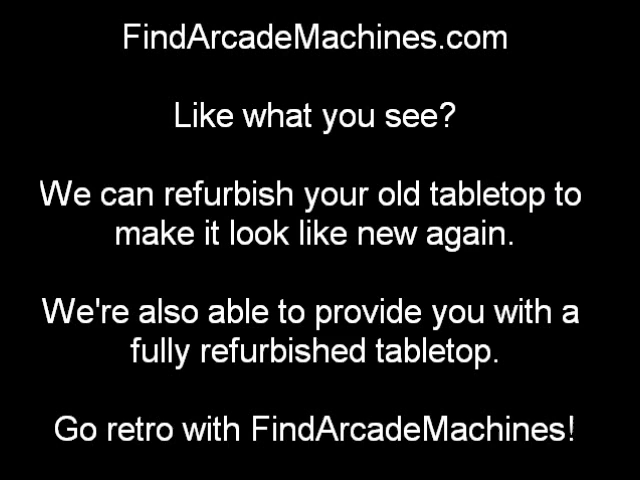 FindArcadeMachines.com
Like what you see?
We can refurbish your old tabletop to
make it look like new again.
We're also able to provide you with a
fully refurbished tabletop.
Go retro with FindArcadeMachines!